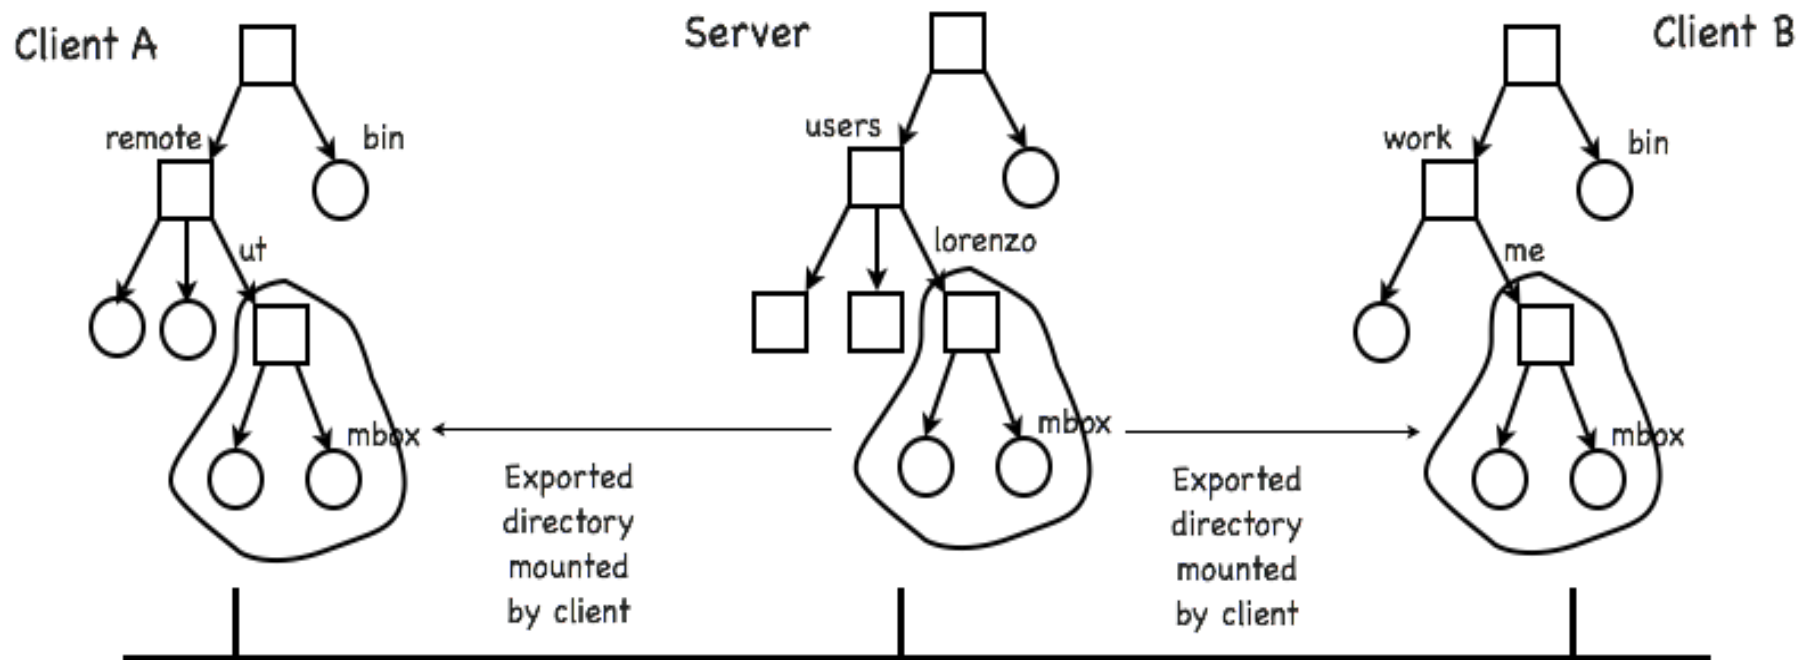 Client A
Server
Client B
remote
bin
users
work
bin
ut
lorenzo
me
mbox
mbox
mbox
Exported
directory
mounted
by client
Exported
directory
mounted
by client